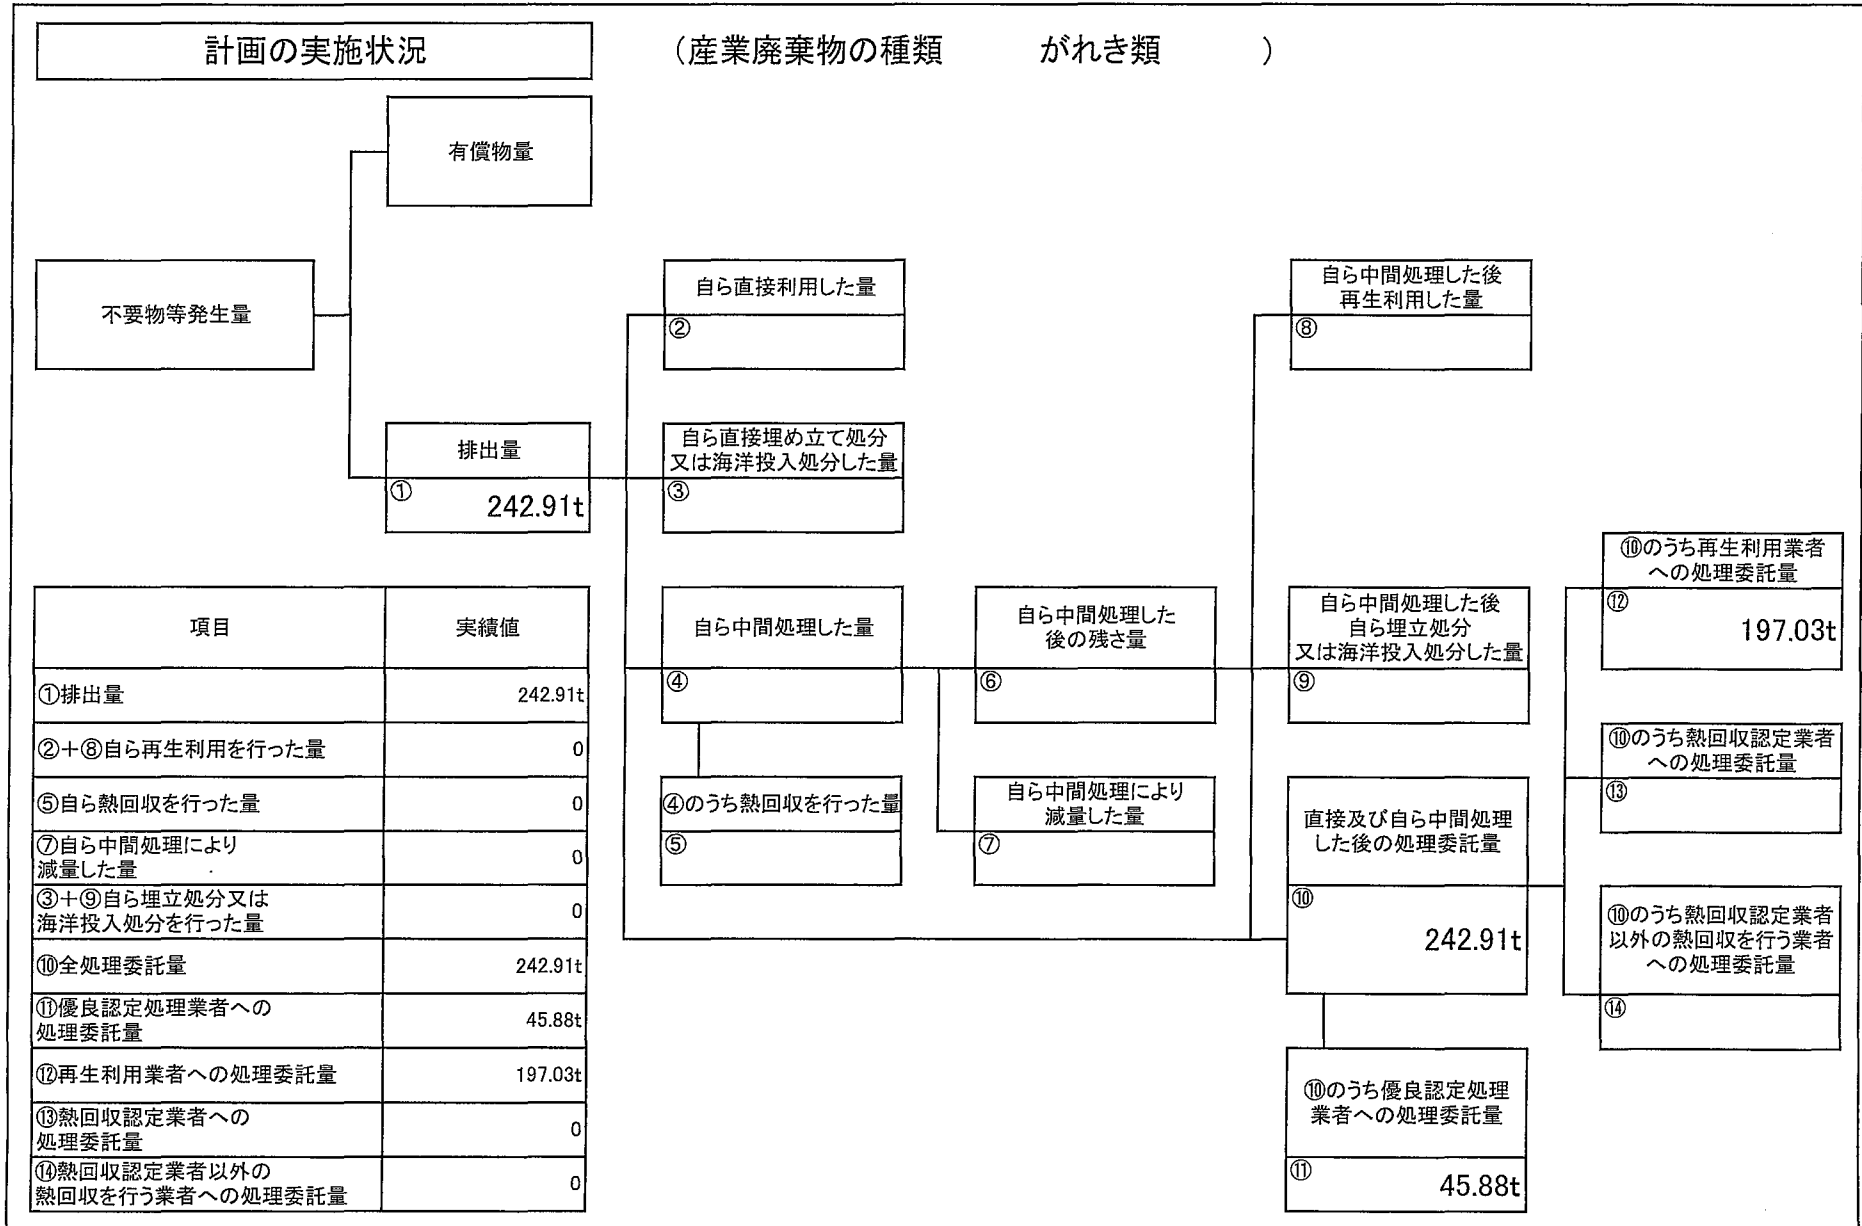 計画の実施状況
（産業廃棄物の種類　がれき類　）
有償物量
不要物等発生量
排出量
①
242.91t
自ら直接利用した量
②
自ら直接埋め立て処分
又は海洋投入処分した量
③
自ら中間処理した量
④
④のうち熱回収を行った量
⑤
自ら中間処理した
後の残さ量
⑥
自ら中間処理により
減量した量
⑦
自ら中間処理した後
再生利用した量
⑧
自ら中間処理した後
自ら埋立処分
又は海洋投入処分した量
⑨
直接及び自ら中間処理
した後の処理委託量
⑩
242.91t
⑩のうち優良認定処理
業者への処理委託量
⑪
45.88t
⑩のうち再生利用業者
への処理委託量
⑫
197.03t
⑩のうち熱回収認定業者
への処理委託量
⑬
⑩のうち熱回収認定業者
以外の熱回収を行う業者
への処理委託量
⑭
項目 実績値
①排出量 242.91t
②＋⑧自ら再生利用を行った量 0
⑤自ら熱回収を行った量 0
⑦自ら中間処理により
減量した量 0
③＋⑨自ら埋立処分又は
海洋投入処分を行った量 0
⑩全処理委託量 242.91t
⑪優良認定処理業者への
処理委託量 45.88t
⑫再生利用業者への処理委託量 197.03t
⑬熱回収認定業者への
処理委託量 0
⑭熱回収認定業者以外の
熱回収を行う業者への処理委託量 0